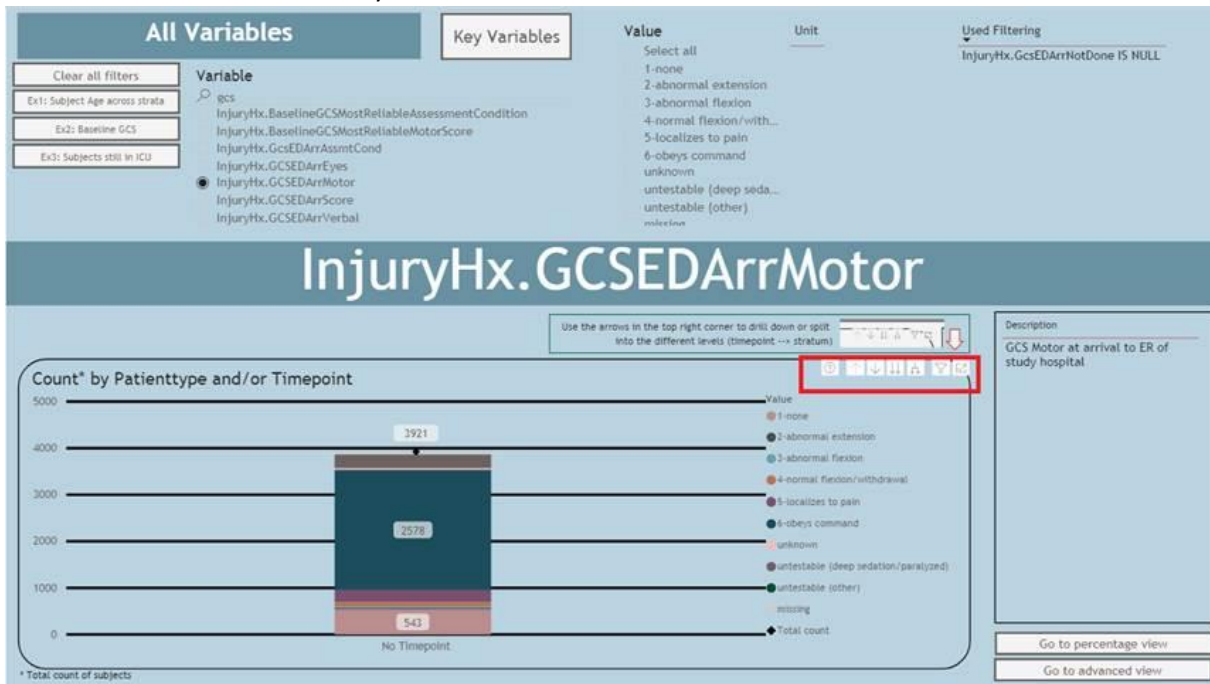 All Variables
Key Variables
Clear all filters
Ex1: Subject Age across strata
Ex2: Baseline GCS
Ex3: Subjects still in ICU
Variable
gcs
InjuryHx.BaselineGCSMostReliableAssessmentCondition
InjuryHx.BaselineGCSMostReliableMotorScore
InjuryHx.GcsEDArrAssmtCond
InjuryHx.GCSEDArrEyes
InjuryHx.GCSEDArrMotor
InjuryHx.GCSEDArrScore
InjuryHx.GCSEDArrVerbal
Value
Select all
1-none
2-abnormal extension
3-abnormal flexion
4-normal flexion/with...
5-localizes to pain
6-obeys command
unknown
untestable (deep seda...
untestable (other)
missing
Unit
Used Filtering
InjuryHx.GcsEDArrNotDone IS NULL
InjuryHx.GCSEDArrMotor
Use the arrows in the top right corner to drill down or split
into the different levels (timepoint --> stratum)
Description
GCS Motor at arrival to ER of
study hospital
Count* by Patienttype and/or Timepoint
5000
4000
3000
2000
1000
0
3921
2578
543
No Timepoint
Value
1-none
2-abnormal extension
3-abnormal flexion
4-normal flexion/withdrawal
5-localizes to pain
6-obeys command
unknown
untestable (deep sedation/paralyzed)
untestable (other)
missing
Total count
Go to percentage view
Go to advanced view
* Total count of subjects